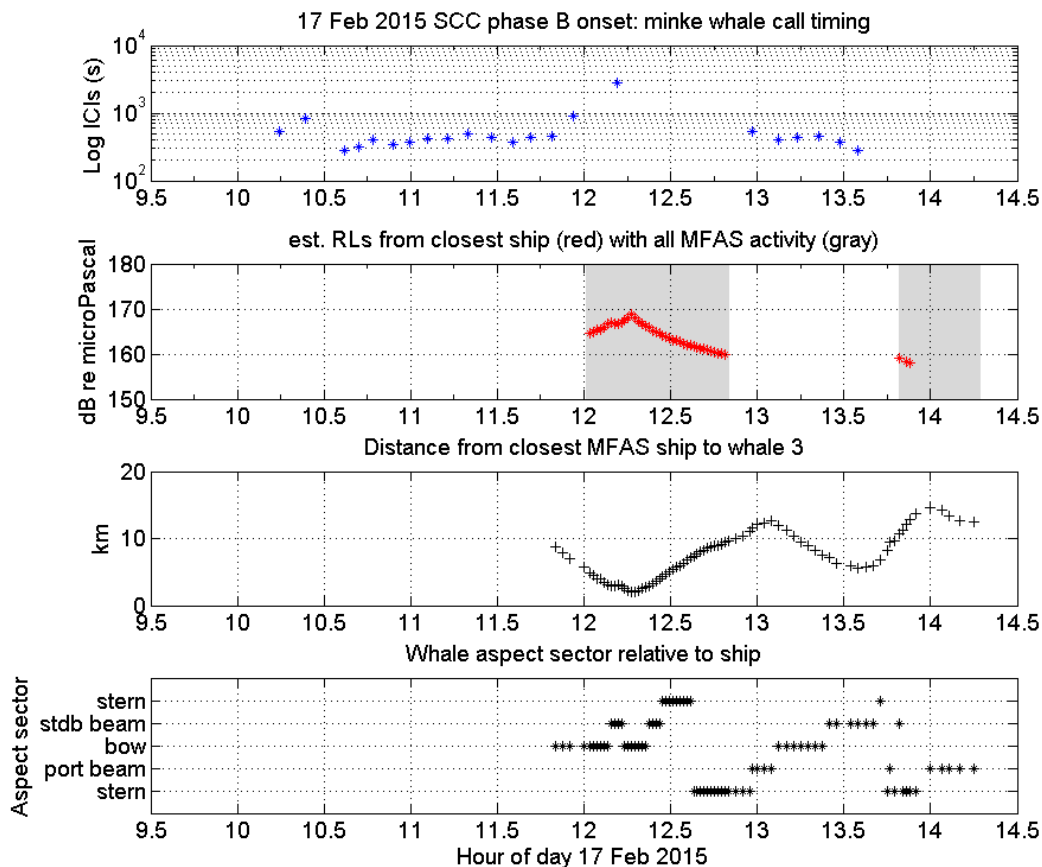 17 Feb 2015 SCC phase B onset: minke whale call timing
Log ICIs (s)
10^4
10^3
10^2
9.5 10 10.5 11 11.5 12 12.5 13 13.5 14 14.5
est. RLs from closest ship (red) with all MFAS activity (gray)
dB re microPascal
180
170
160
150
9.5 10 10.5 11 11.5 12 12.5 13 13.5 14 14.5
Distance from closest MFAS ship to whale 3
km
20
10
0
9.5 10 10.5 11 11.5 12 12.5 13 13.5 14 14.5
Whale aspect sector relative to ship
Aspect sector
stern
stdb beam
bow
port beam
stern
9.5 10 10.5 11 11.5 12 12.5 13 13.5 14 14.5
Hour of day 17 Feb 2015